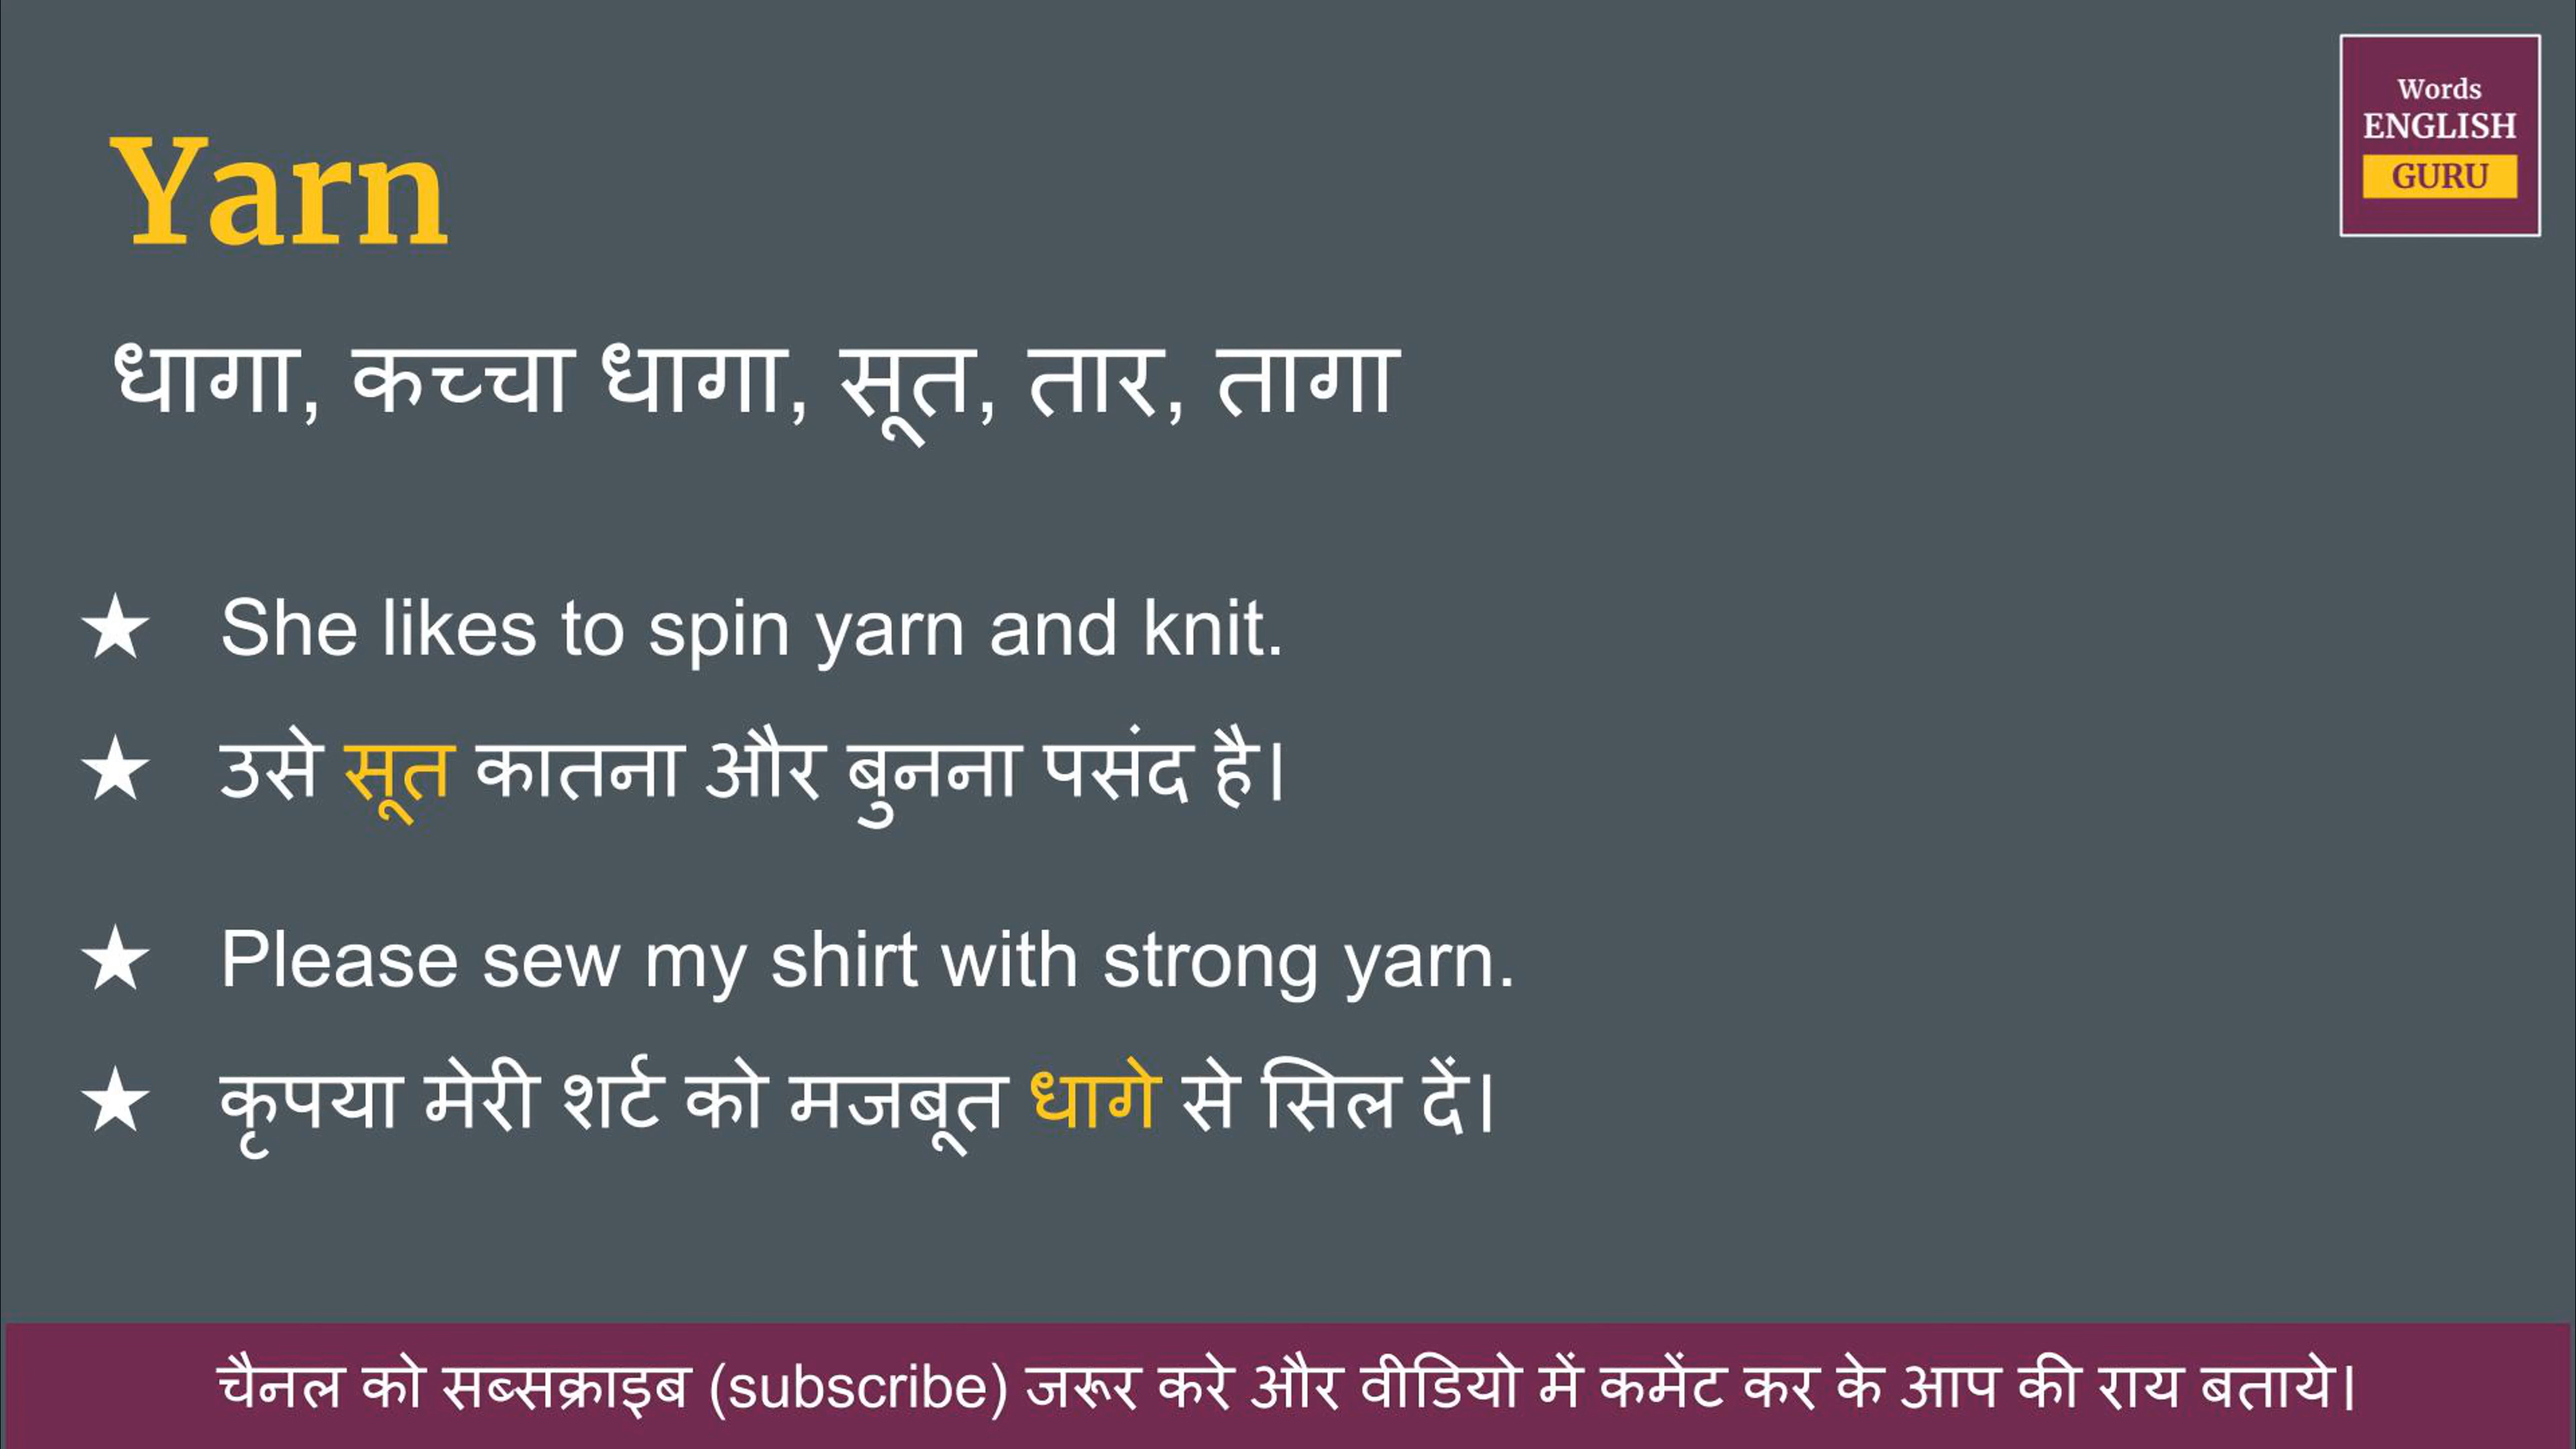 Words
ENGLISH
GURU
Yarn
धागा, कच्चा धागा, सूत, तार, तागा
★ She likes to spin yarn and knit.
★ उसे सूत कातना और बुनना पसंद है।
★ Please sew my shirt with strong yarn.
★ कृपया मेरी शर्ट को मजबूत धागे से सिल दें।
चैनल को सब्सक्राइब (subscribe) जरूर करे और वीडियो में कमेंट कर के आप की राय बताये।